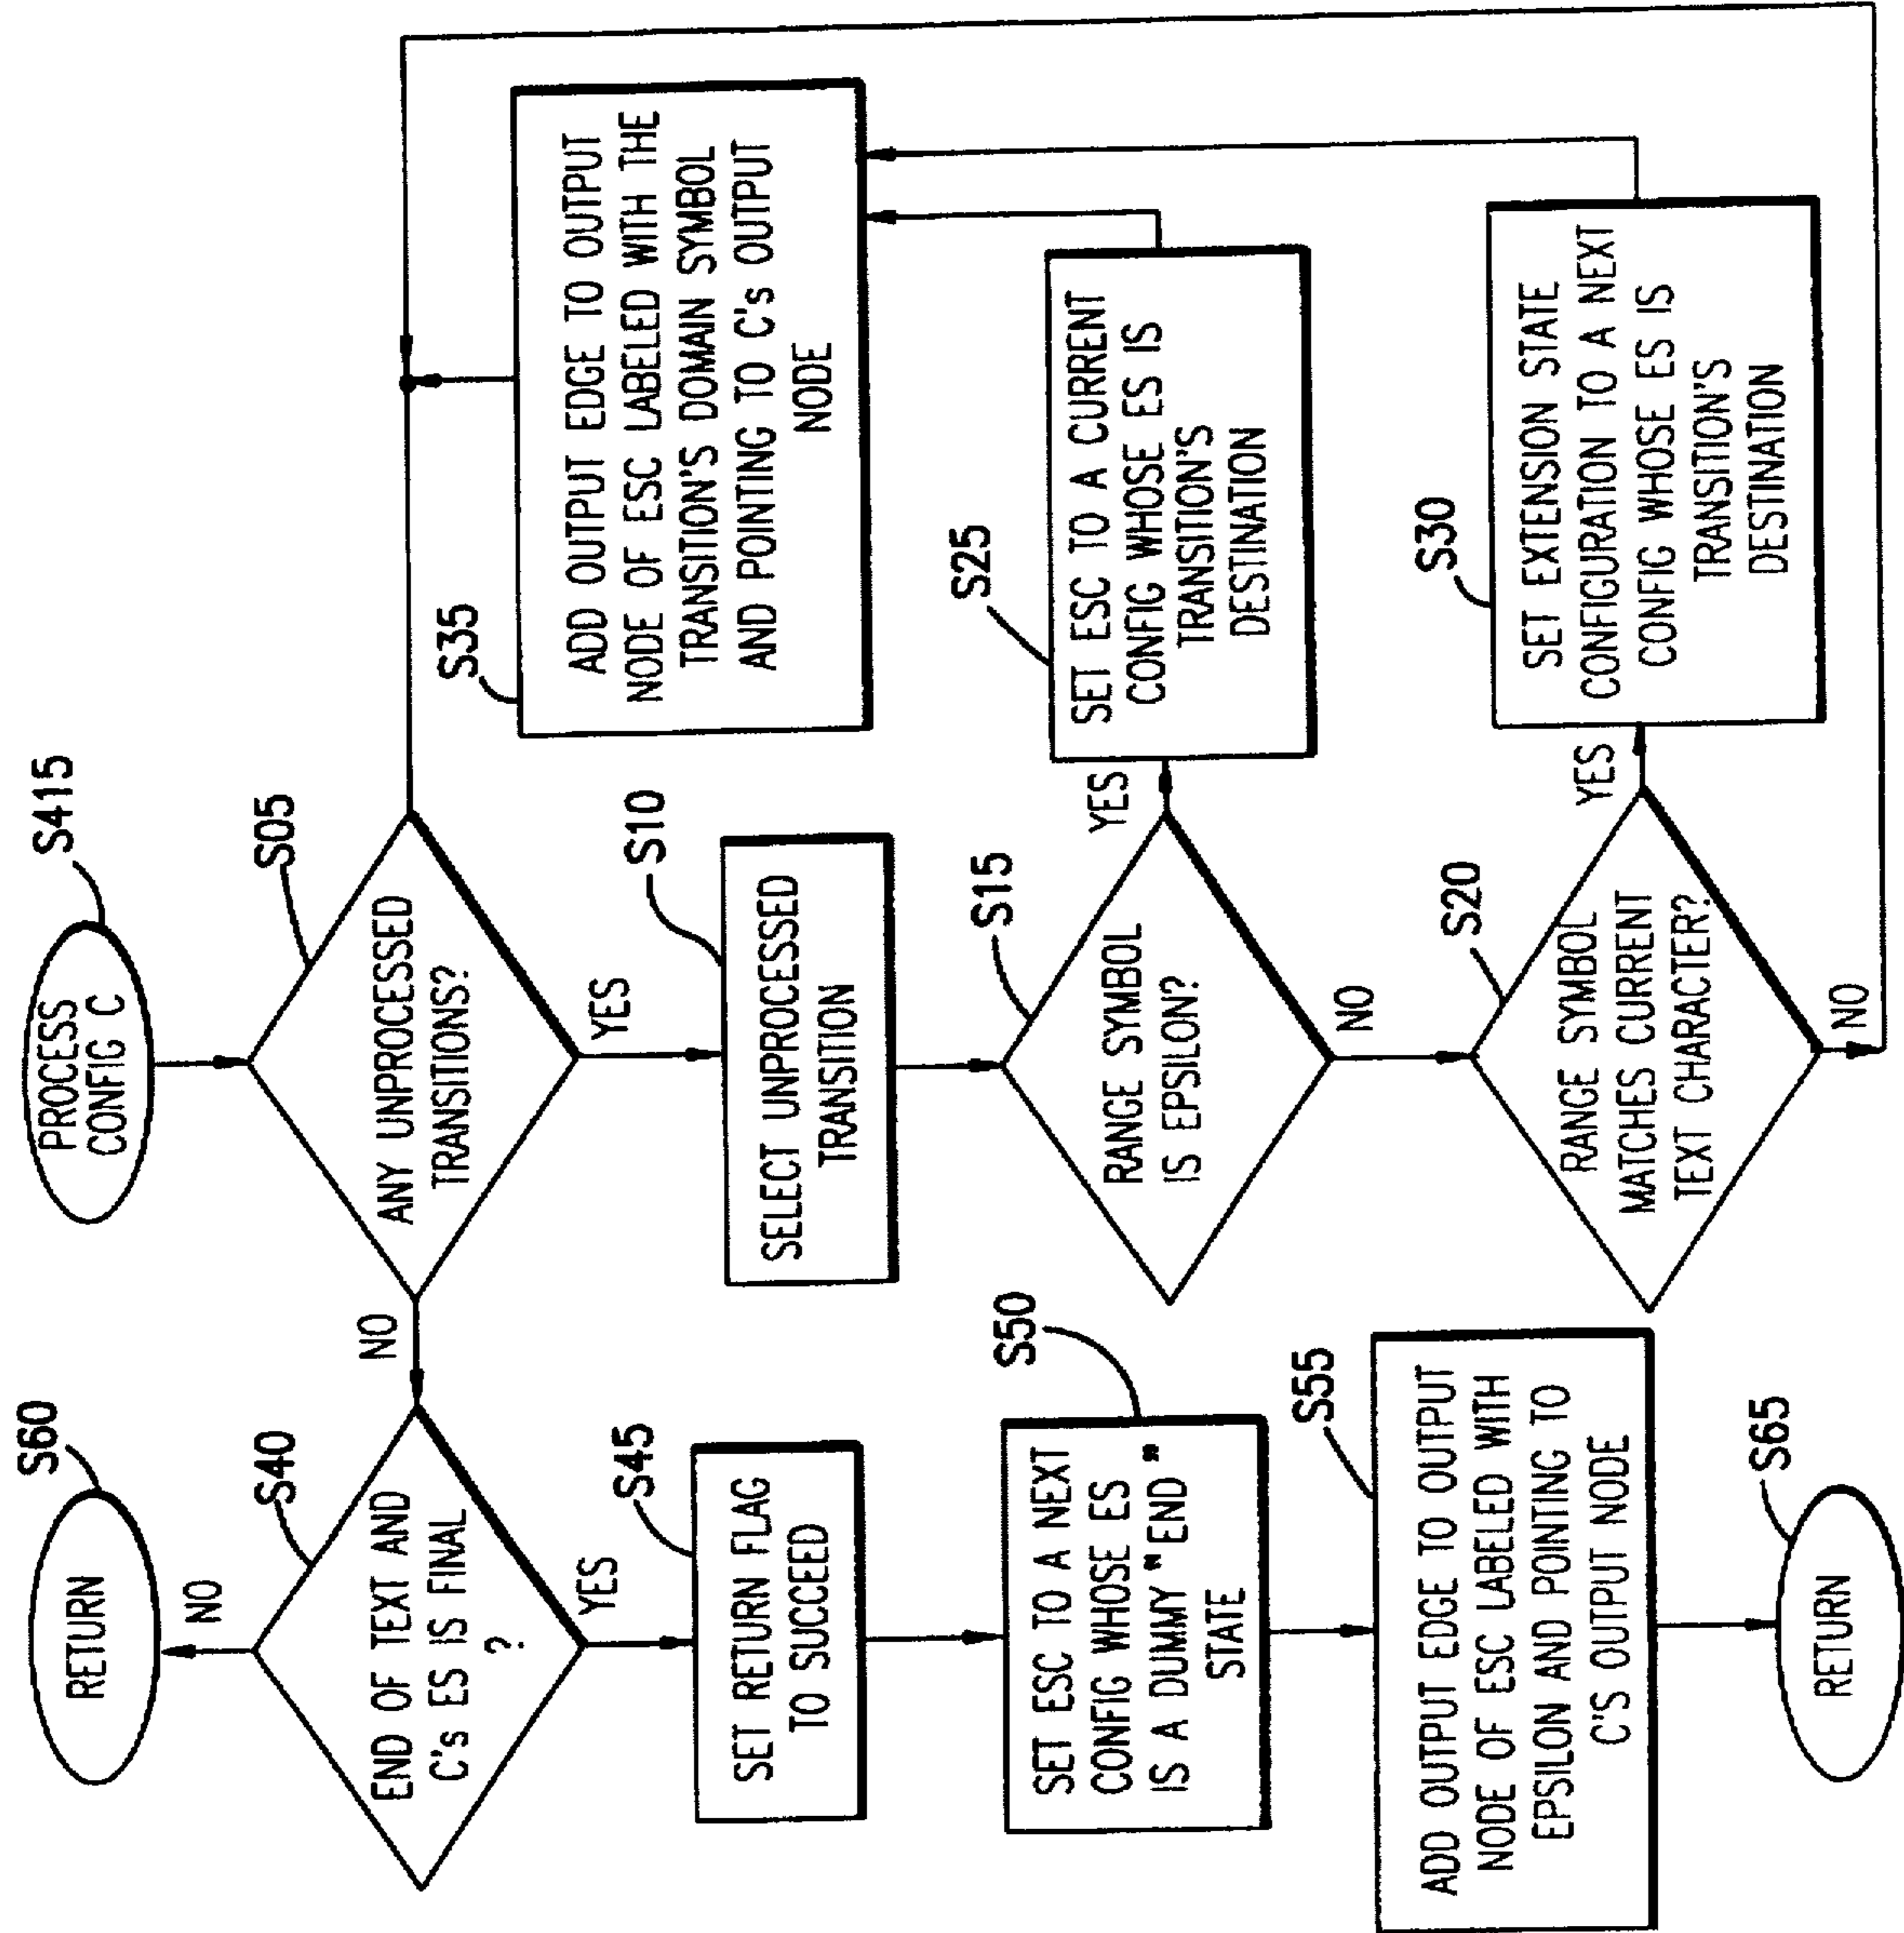 S415
PROCESS
CONFIG C
S05
ANY UNPROCESSED
TRANSITIONS?
YES
NO
S10
SELECT UNPROCESSED
TRANSITION
S15
RANGE SYMBOL
IS EPSILON?
YES
NO
S20
RANGE SYMBOL
MATCHES CURRENT
TEXT CHARACTER?
YES
NO
S35
ADD OUTPUT EDGE TO OUTPUT
NODE OF ESC LABELED WITH THE
TRANSITION'S DOMAIN SYMBOL
AND POINTING TO C's OUTPUT
NODE
S25
SET ESC TO A CURRENT
CONFIG WHOSE ES IS
TRANSITION'S
DESTINATION
S30
SET EXTENSION STATE
CONFIGURATION TO A NEXT
CONFIG WHOSE ES IS
TRANSITION'S
DESTINATION
S60
RETURN
NO
S40
END OF TEXT AND
C's ES IS FINAL
?
YES
S45
SET RETURN FLAG
TO SUCCEED
S50
SET ESC TO A NEXT
CONFIG WHOSE ES
IS A DUMMY "END"
STATE
S55
ADD OUTPUT EDGE TO OUTPUT
NODE OF ESC LABELED WITH
EPSILON AND POINTING TO
C'S OUTPUT NODE
S65
RETURN